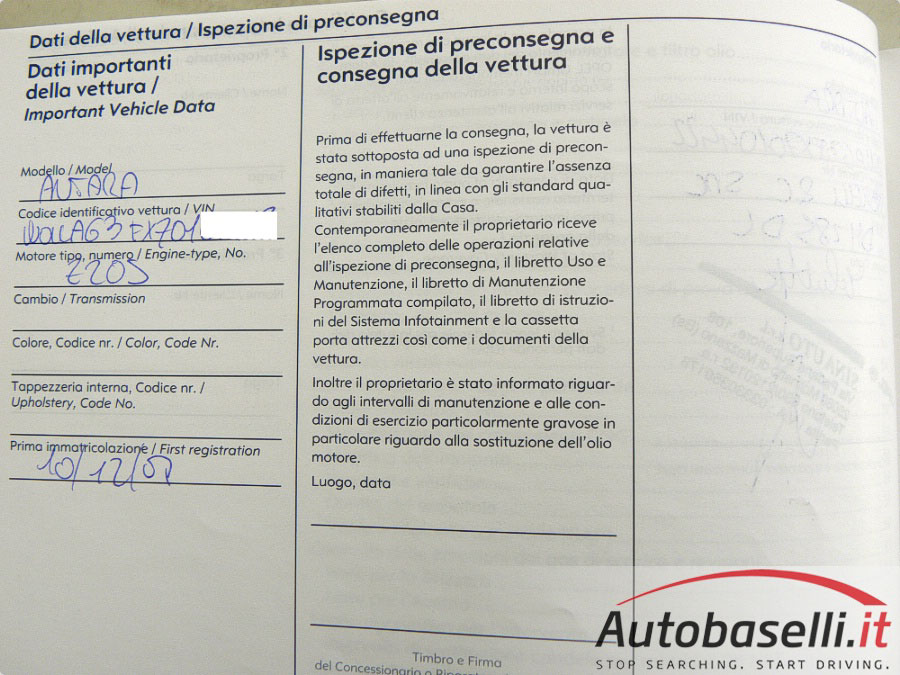 Dati della vettura / Ispezione di preconsegna
Dati importanti
della vettura /
Important Vehicle Data
Modello / Model
ANTARA
Codice identificativo vettura / VIN
Motore tipo, numero / Engine-type, No.
Z20S
Cambio / Transmission
Colore, Codice nr. / Color, Code Nr.
Tappezzeria interna, Codice nr. /
Upholstery, Code No.
Prima immatricolazione / First registration
10/12/07
Ispezione di preconsegna e
consegna della vettura
Prima di effettuarne la consegna, la vettura è
stata sottoposta ad una ispezione di precon-
segna, in maniera tale da garantire l'assenza
totale di difetti, in linea con gli standard qua-
litativi stabiliti dalla Casa.
Contemporaneamente il proprietario riceve
l'elenco completo delle operazioni relative
all'ispezione di preconsegna, il libretto Uso e
Manutenzione, il libretto di Manutenzione
Programmata compilato, il libretto di istruzio-
ni del Sistema Infotainment e la cassetta
porta attrezzi così come i documenti della
vettura.
Inoltre il proprietario è stato informato riguar-
do agli intervalli di manutenzione e alle con-
dizioni di esercizio particolarmente gravose in
particolare riguardo alla sostituzione dell'olio
motore.
Luogo, data
Timbro e Firma
del Concessionario o
Autobaselli.it
STOP SEARCHING. START DRIVING.